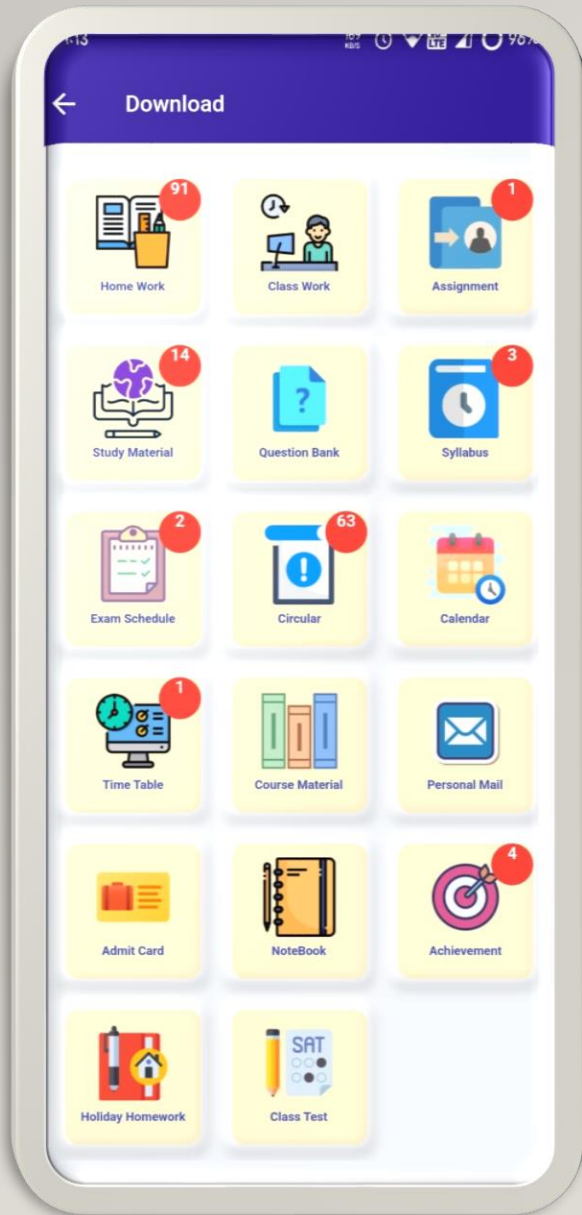 Download
91
1
Home Work
Class Work
Assignment
14
3
Study Material
?
Question Bank
Syllabus
2
63
Exam Schedule
Circular
Calendar
1
Time Table
Course Material
Personal Mail
4
Admit Card
NoteBook
Achievement
SAT
Holiday Homework
Class Test